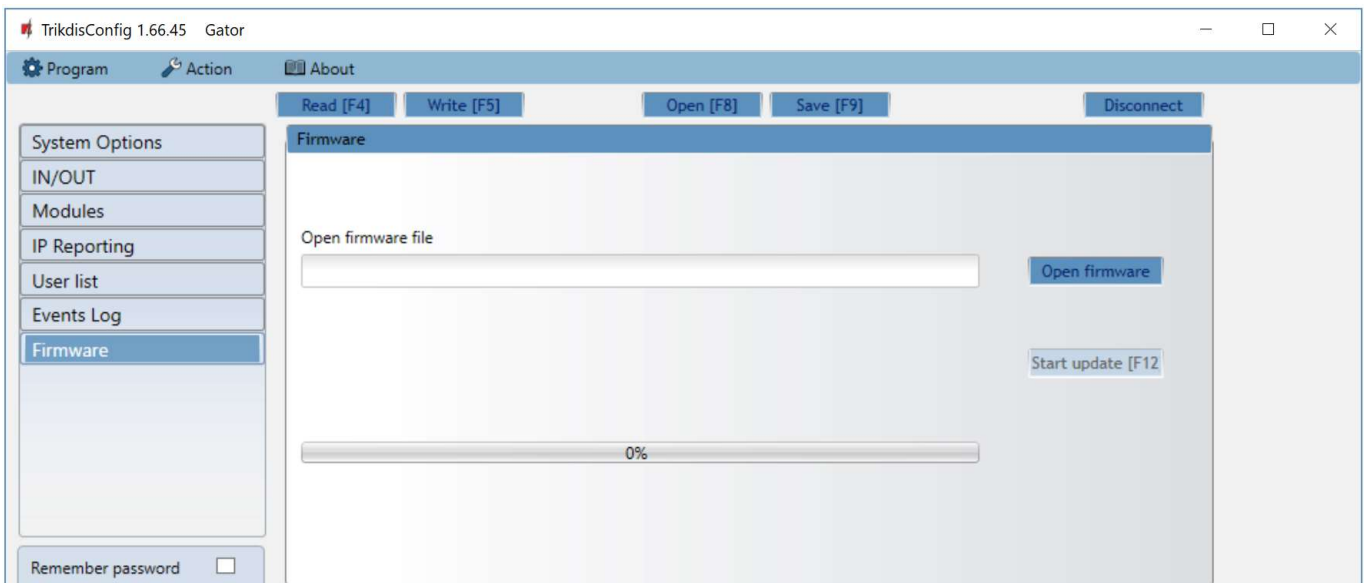 TrikdisConfig 1.66.45 Gator
Program Action About
Read [F4] Write [F5] Open [F8] Save [F9] Disconnect
System Options
IN/OUT
Modules
IP Reporting
User list
Events Log
Firmware
Remember password
Firmware
Open firmware file
Open firmware
Start update [F12
0%